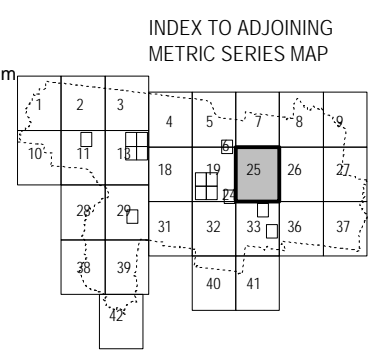 INDEX TO ADJOINING
METRIC SERIES MAP
m
1 2 3
4 5 7 8 9
6
10 11 13
18 19 25 26 27
24
28 29
31 32 33 36 37
38 39
40 41
42